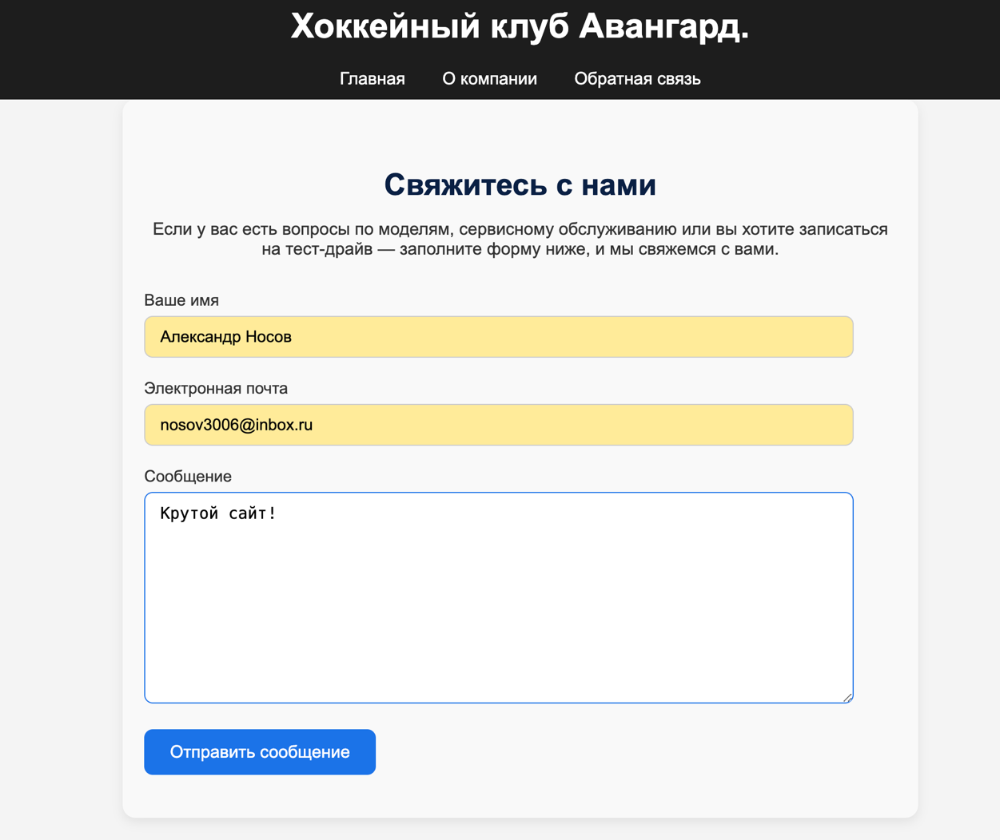 Хоккейный клуб Авангард.
Главная О компании Обратная связь
Свяжитесь с нами
Если у вас есть вопросы по моделям, сервисному обслуживанию или вы хотите записаться
на тест-драйв — заполните форму ниже, и мы свяжемся с вами.
Ваше имя
Александр Носов
Электронная почта
nosov3006@inbox.ru
Сообщение
Крутой сайт!
Отправить сообщение